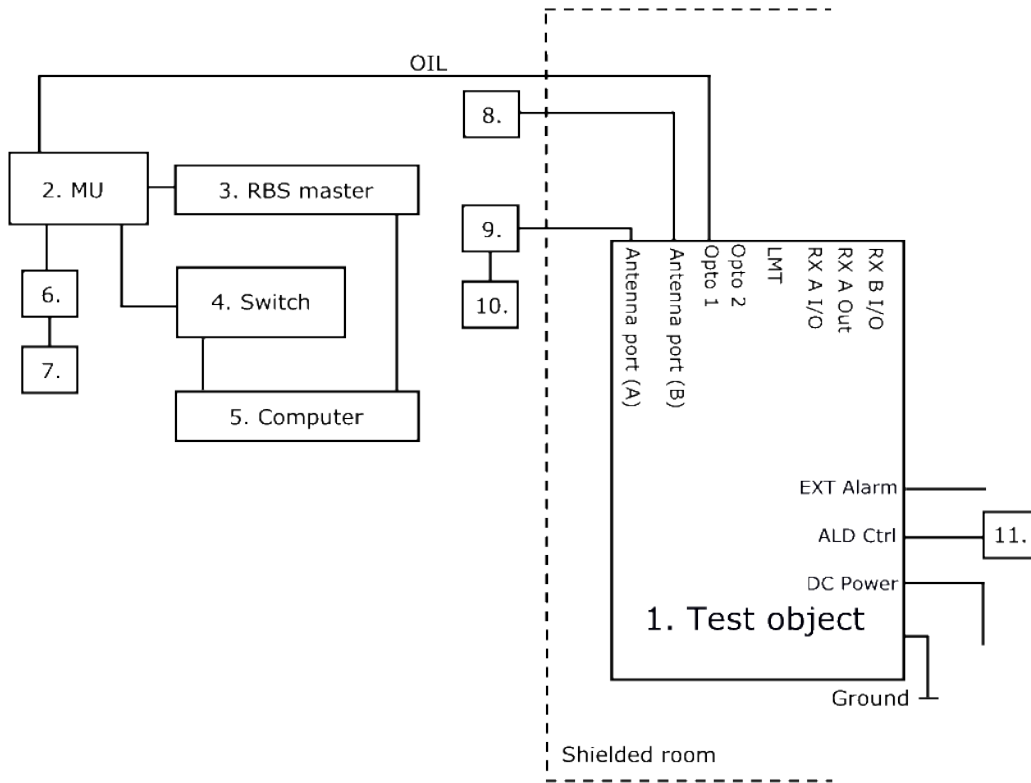 OIL
8.
2. MU
3. RBS master
9.
6.
4. Switch
10.
7.
5. Computer
Antenna port (A)
Antenna port (B)
Opto 1
Opto 2
LMT
RX A I/O
RX A Out
RX B I/O
EXT Alarm
ALD Ctrl
11.
DC Power
1. Test object
Ground
Shielded room